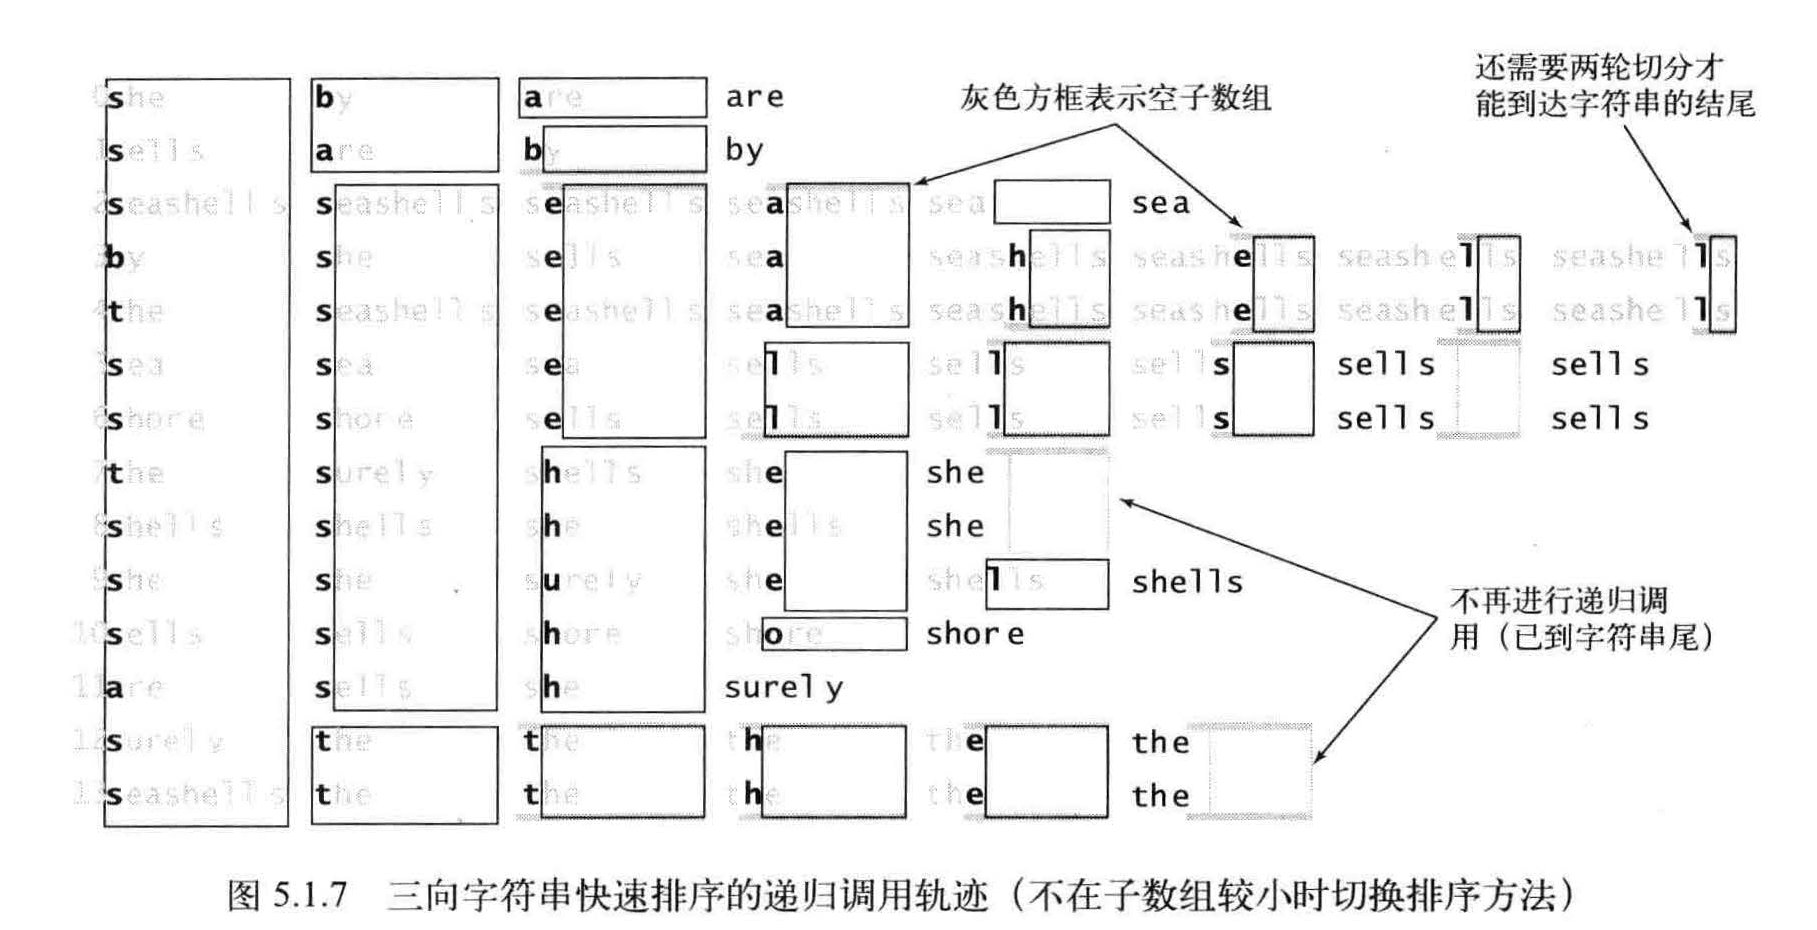 还需要两轮切分才
能到达字符串的结尾
灰色方框表示空子数组
0 she by are are
1 sells are by by
2 seashells seashells seashells seashells sea sea
3 by she sells sea seashells seashells seashells seashells
4 the seashells seashells seashells seashells seashells seashells seashells
5 sea sea sea sells sells sells sells sells
6 shore shore sells sells sells sells sells sells
7 the surely shells she she
8 shells shells she shells she
9 she she surely she shells shells
10 sells sells shore shore shore
11 are sells she surely
12 surely the the the the the
13 seashells the the the the the
不再进行递归调
用（已到字符串尾）
图 5.1.7 三向字符串快速排序的递归调用轨迹（不在子数组较小时切换排序方法）